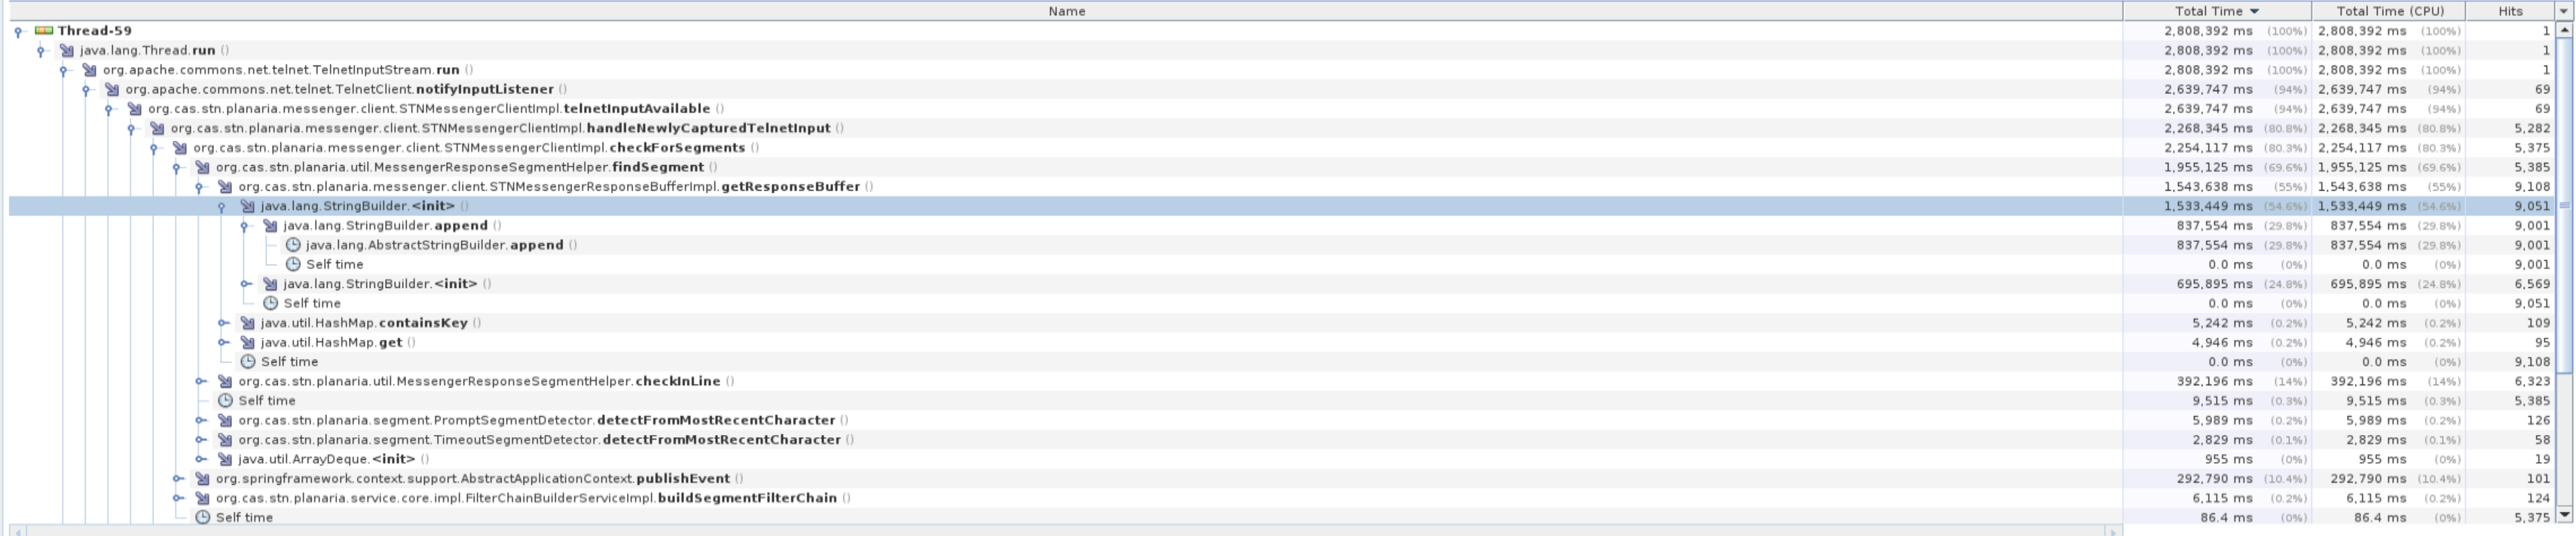 Name Total Time Total Time (CPU) Hits
Thread-59 2,808,392 ms (100%) 2,808,392 ms (100%) 1
java.lang.Thread.run () 2,808,392 ms (100%) 2,808,392 ms (100%) 1
org.apache.commons.net.telnet.TelnetInputStream.run () 2,808,392 ms (100%) 2,808,392 ms (100%) 1
org.apache.commons.net.telnet.TelnetClient.notifyInputListener () 2,639,747 ms (94%) 2,639,747 ms (94%) 69
org.cas.stn.planaria.messenger.client.STNMessengerClientImpl.telnetInputAvailable () 2,639,747 ms (94%) 2,639,747 ms (94%) 69
org.cas.stn.planaria.messenger.client.STNMessengerClientImpl.handleNewlyCapturedTelnetInput () 2,268,345 ms (80.8%) 2,268,345 ms (80.8%) 5,282
org.cas.stn.planaria.messenger.client.STNMessengerClientImpl.checkForSegments () 2,254,117 ms (80.3%) 2,254,117 ms (80.3%) 5,375
org.cas.stn.planaria.util.MessengerResponseSegmentHelper.findSegment () 1,955,125 ms (69.6%) 1,955,125 ms (69.6%) 5,385
org.cas.stn.planaria.messenger.client.STNMessengerResponseBufferImpl.getResponseBuffer () 1,543,638 ms (55%) 1,543,638 ms (55%) 9,108
java.lang.StringBuilder.<init> () 1,533,449 ms (54.6%) 1,533,449 ms (54.6%) 9,051
java.lang.StringBuilder.append () 837,554 ms (29.8%) 837,554 ms (29.8%) 9,001
java.lang.AbstractStringBuilder.append () 837,554 ms (29.8%) 837,554 ms (29.8%) 9,001
Self time 0.0 ms (0%) 0.0 ms (0%) 9,001
java.lang.StringBuilder.<init> () 695,895 ms (24.8%) 695,895 ms (24.8%) 6,569
Self time 0.0 ms (0%) 0.0 ms (0%) 9,051
java.util.HashMap.containsKey () 5,242 ms (0.2%) 5,242 ms (0.2%) 109
java.util.HashMap.get () 4,946 ms (0.2%) 4,946 ms (0.2%) 95
Self time 0.0 ms (0%) 0.0 ms (0%) 9,108
org.cas.stn.planaria.util.MessengerResponseSegmentHelper.checkInLine () 392,196 ms (14%) 392,196 ms (14%) 6,323
Self time 9,515 ms (0.3%) 9,515 ms (0.3%) 5,385
org.cas.stn.planaria.segment.PromptSegmentDetector.detectFromMostRecentCharacter () 5,989 ms (0.2%) 5,989 ms (0.2%) 126
org.cas.stn.planaria.segment.TimeoutSegmentDetector.detectFromMostRecentCharacter () 2,829 ms (0.1%) 2,829 ms (0.1%) 58
java.util.ArrayDeque.<init> () 955 ms (0%) 955 ms (0%) 19
org.springframework.context.support.AbstractApplicationContext.publishEvent () 292,790 ms (10.4%) 292,790 ms (10.4%) 101
org.cas.stn.planaria.service.core.impl.FilterChainBuilderServiceImpl.buildSegmentFilterChain () 6,115 ms (0.2%) 6,115 ms (0.2%) 124
Self time 86.4 ms (0%) 86.4 ms (0%) 5,375